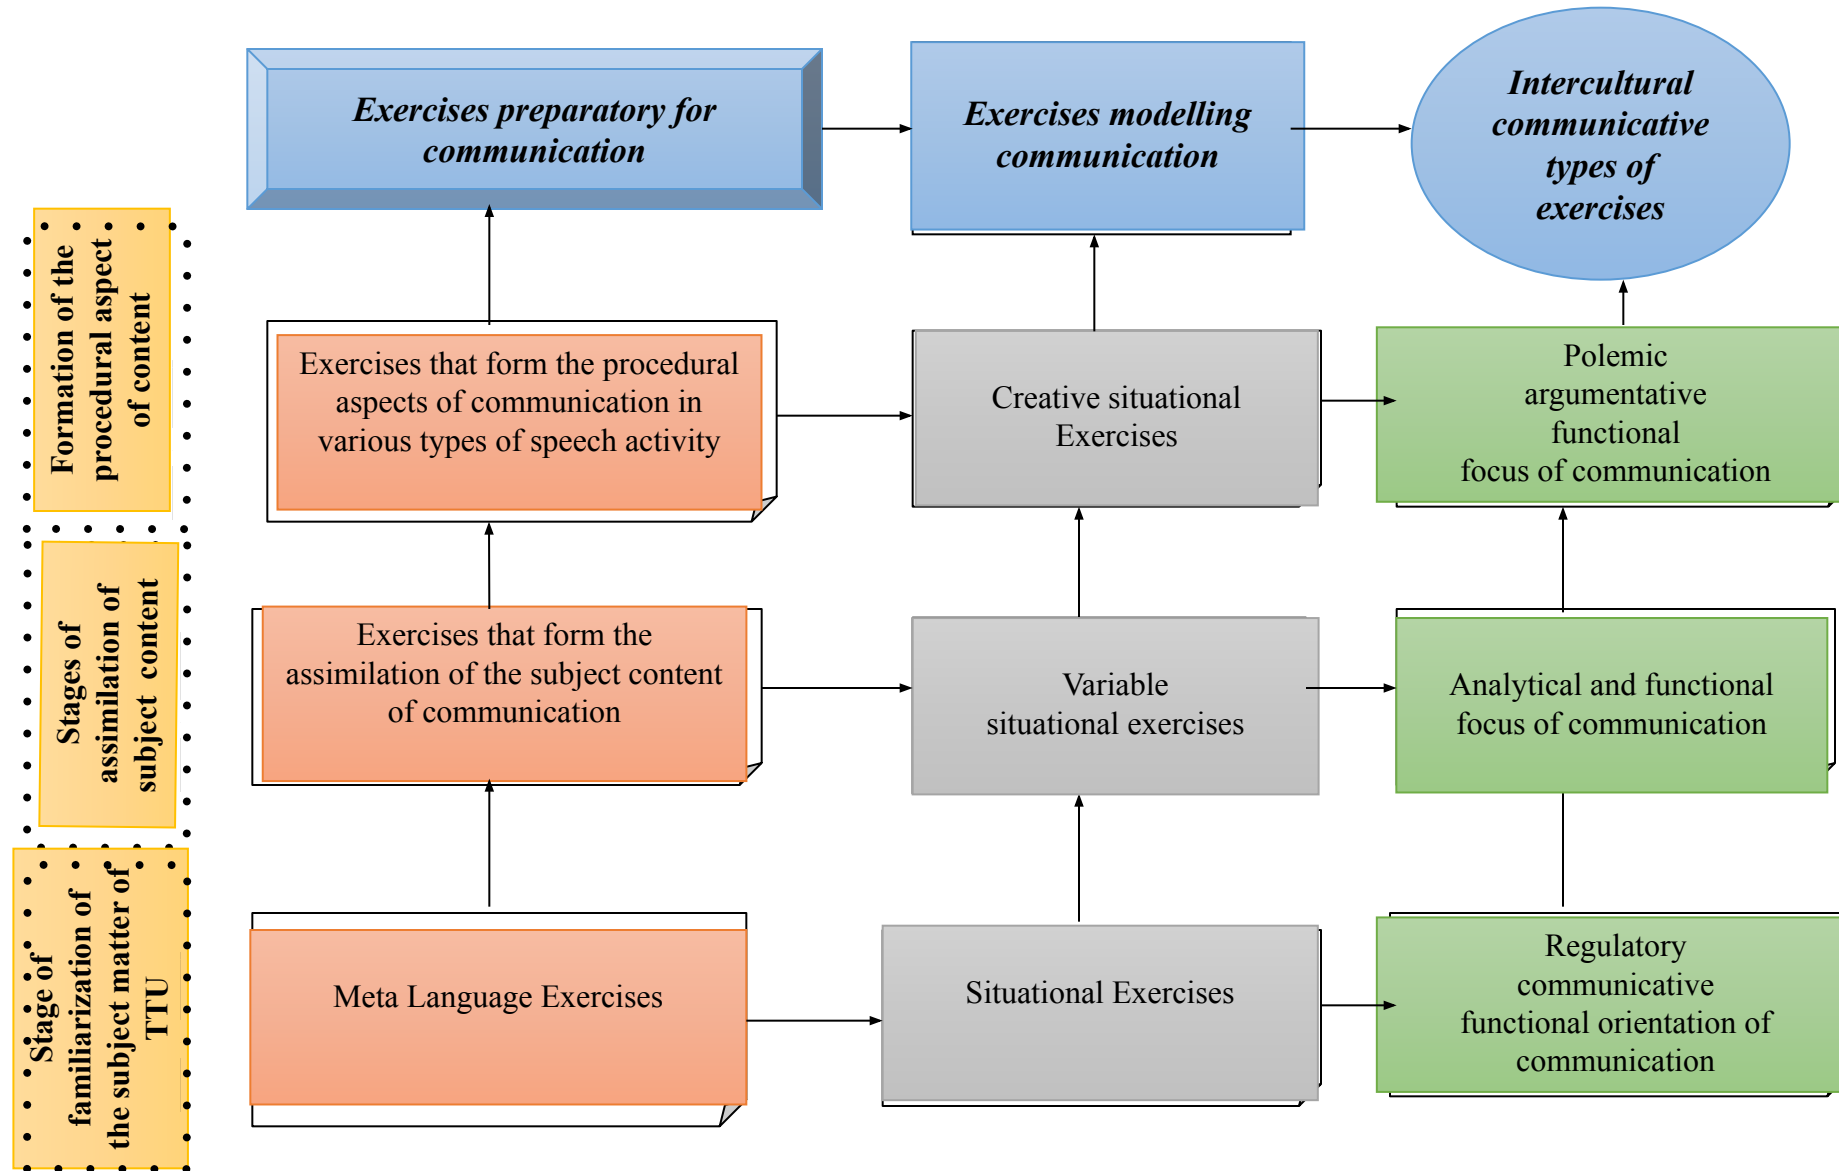 Exercises preparatory for
communication
Exercises modelling
communication
Intercultural
communicative
types of
exercises
Formation of the
procedural aspect
of content
Exercises that form the procedural
aspects of communication in
various types of speech activity
Creative situational
Exercises
Polemic
argumentative
functional
focus of communication
Stages of
assimilation of
subject content
Exercises that form the
assimilation of the subject content
of communication
Variable
situational exercises
Analytical and functional
focus of communication
Stage of
familiarization of
the subject matter of
TTU
Meta Language Exercises
Situational Exercises
Regulatory
communicative
functional orientation of
communication